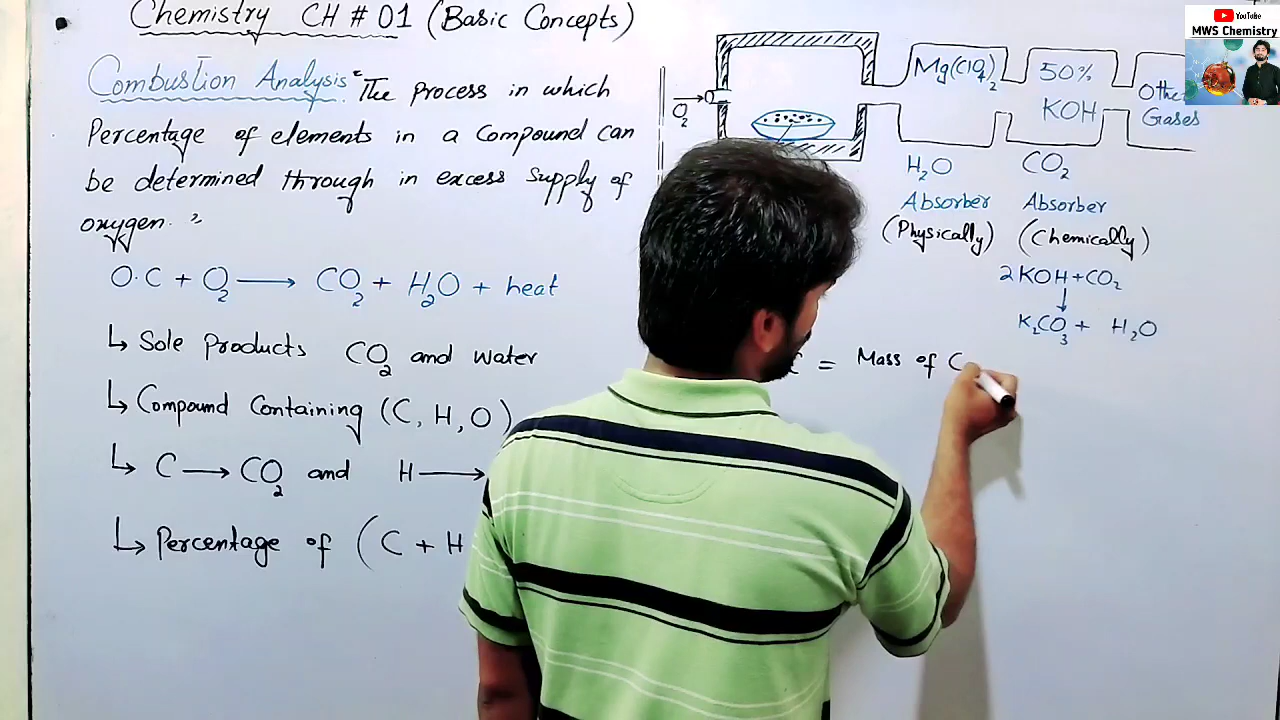 Chemistry CH # 01 (Basic Concepts)
Combustion Analysis: "The Process in which
Percentage of elements in a Compound can
be determined through in excess supply of
oxygen."
O.C + O2 → CO2 + H2O + heat
↳ Sole Products CO2 and water
↳ Compound Containing (C, H, O)
↳ C → CO2 and H →
↳ Percentage of ( C + H
O2
Mg(ClO4)2
50%
KOH
Gases
H2O
Absorber
(Physically)
CO2
Absorber
(Chemically)
2KOH + CO2
↓
K2CO3 + H2O
C = Mass of C
YouTube
MWS Chemistry